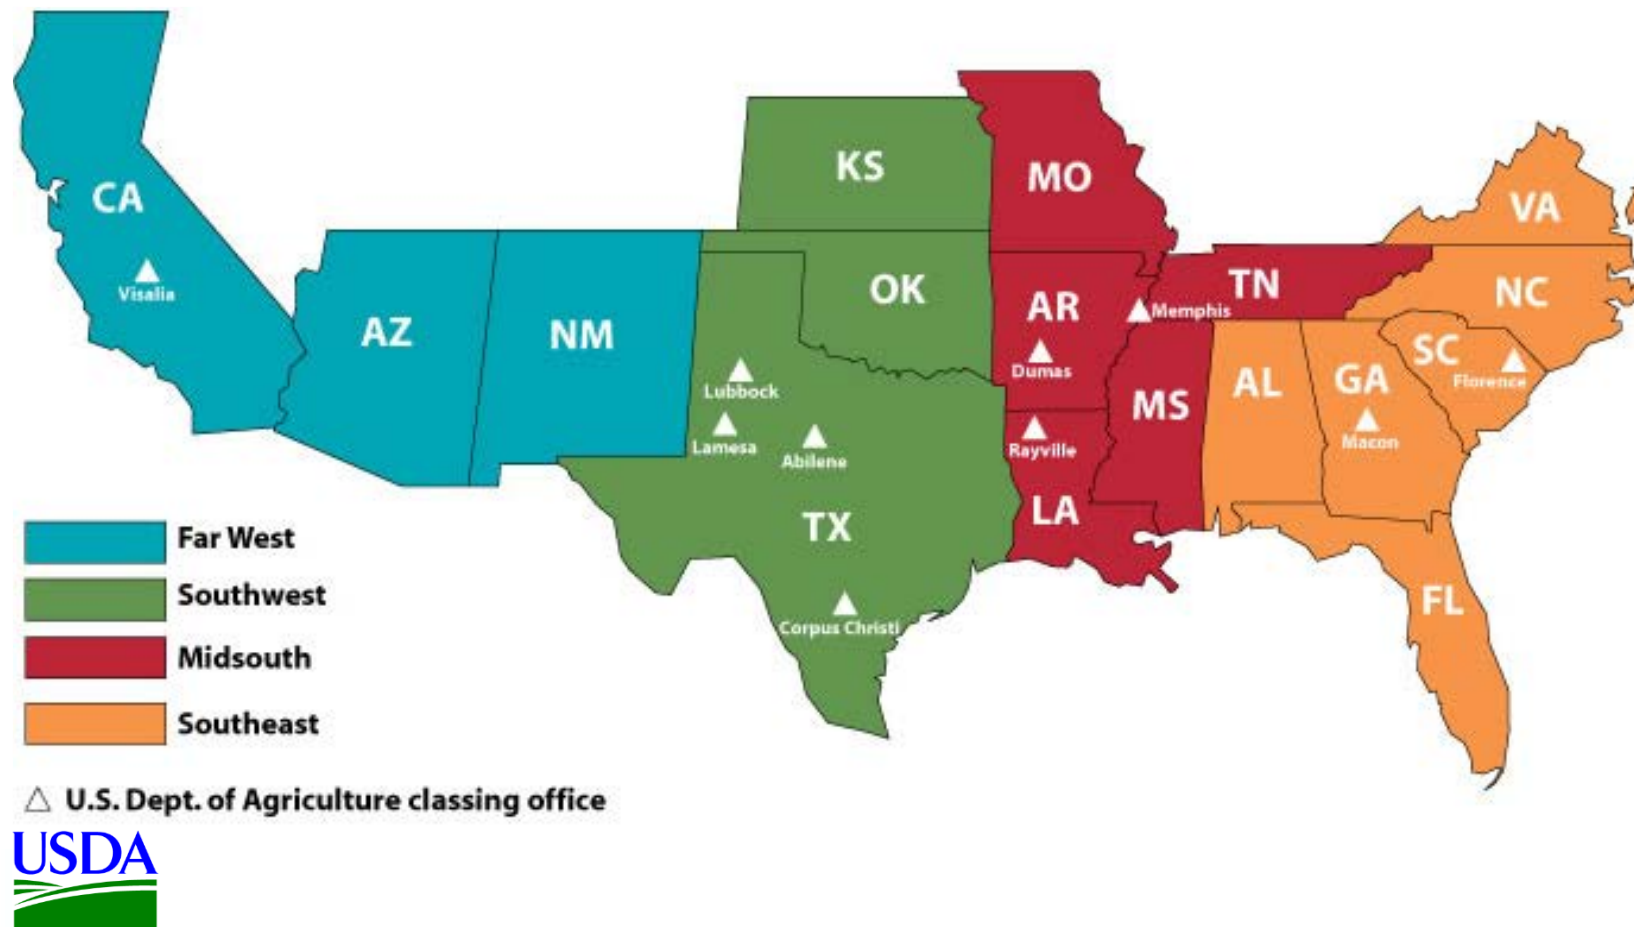 KS
MO
CA
VA
Visalia
OK
TN
NC
AR
Memphis
AZ
NM
SC
Dumas
AL
GA
Florence
Lubbock
MS
Lamesa
Abilene
Rayville
Macon
LA
TX
Far West
Southwest
FL
Corpus Christi
Midsouth
Southeast
U.S. Dept. of Agriculture classing office
USDA